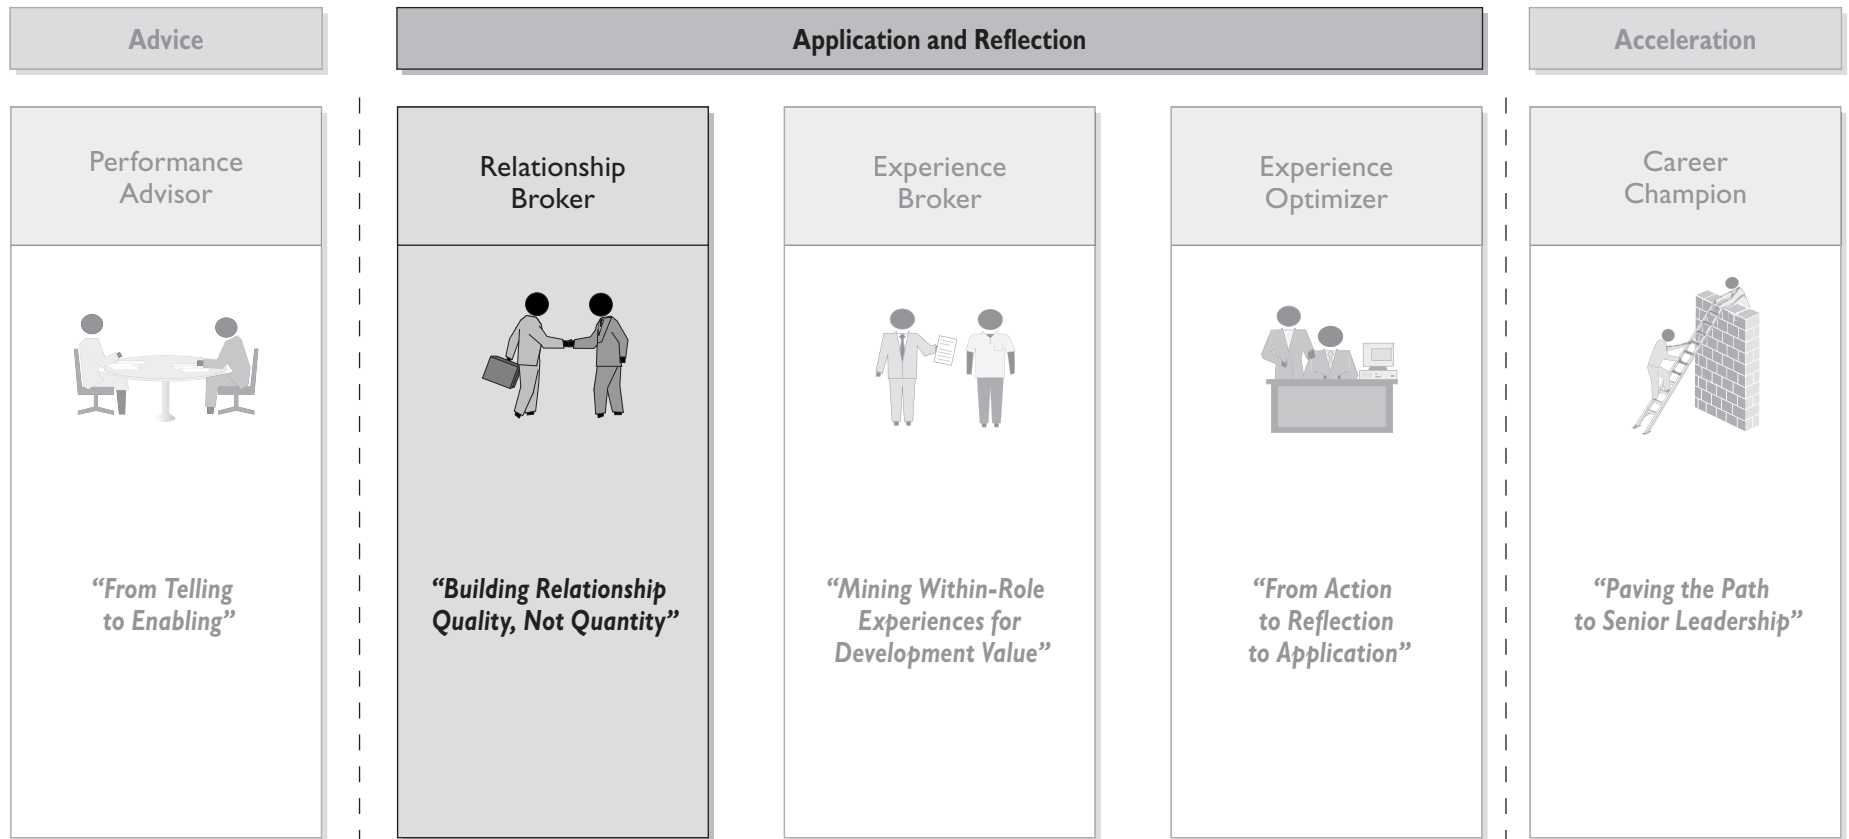 Advice
Application and Reflection
Acceleration
Performance
Advisor
Relationship
Broker
Experience
Broker
Experience
Optimizer
Career
Champion
“From Telling
to Enabling”
“Building Relationship
Quality, Not Quantity”
“Mining Within-Role
Experiences for
Development Value”
“From Action
to Reflection
to Application”
“Paving the Path
to Senior Leadership”